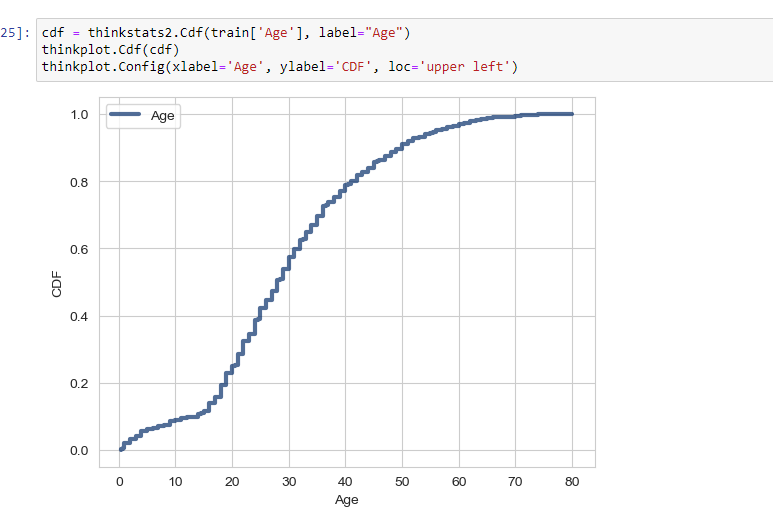 25]: cdf = thinkstats2.Cdf(train['Age'], label="Age")
thinkplot.Cdf(cdf)
thinkplot.Config(xlabel='Age', ylabel='CDF', loc='upper left')
Age
1.0
0.8
0.6
0.4
0.2
0.0
CDF
0 10 20 30 40 50 60 70 80
Age